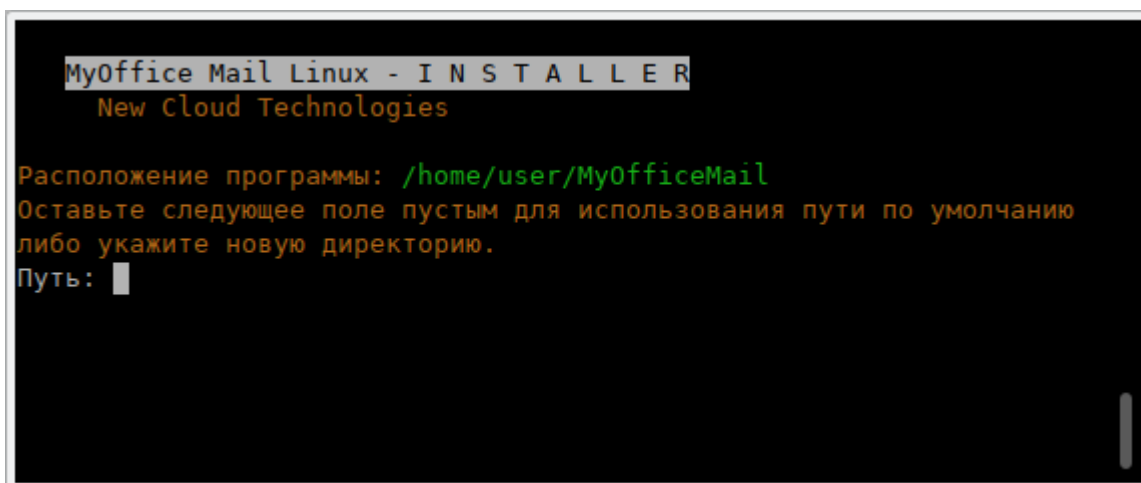 MyOffice Mail Linux - I N S T A L L E R
New Cloud Technologies
Расположение программы: /home/user/MyOfficeMail
Оставьте следующее поле пустым для использования пути по умолчанию
либо укажите новую директорию.
Путь: